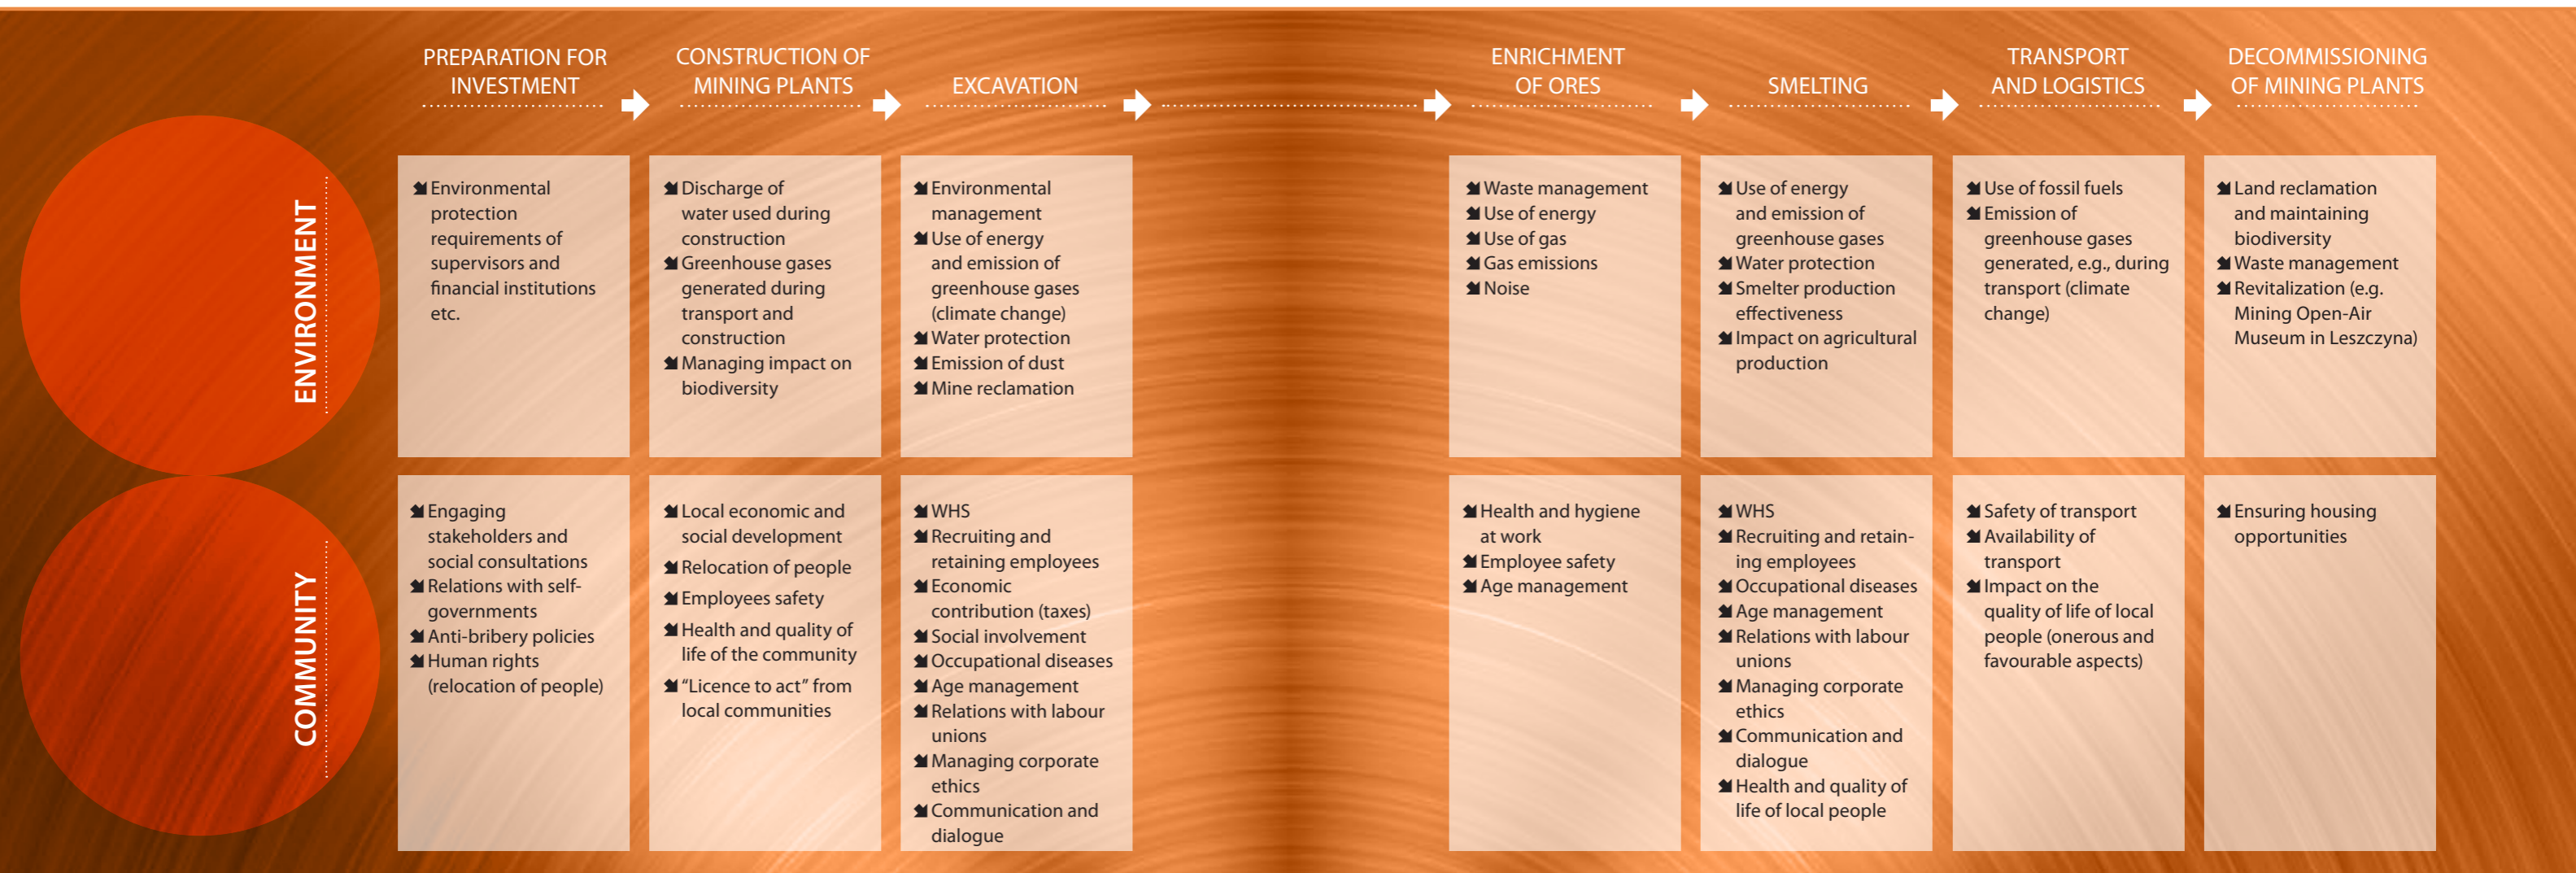 PREPARATION FOR
INVESTMENT
CONSTRUCTION OF
MINING PLANTS
EXCAVATION
ENRICHMENT
OF ORES
SMELTING
TRANSPORT
AND LOGISTICS
DECOMMISSIONING
OF MINING PLANTS
ENVIRONMENT
Environmental
protection
requirements of
supervisors and
financial institutions
etc.
Discharge of
water used during
construction
Greenhouse gases
generated during
transport and
construction
Managing impact on
biodiversity
Environmental
management
Use of energy
and emission of
greenhouse gases
(climate change)
Water protection
Emission of dust
Mine reclamation
Waste management
Use of energy
Use of gas
Gas emissions
Noise
Use of energy
and emission of
greenhouse gases
Water protection
Smelter production
effectiveness
Impact on agricultural
production
Use of fossil fuels
Emission of
greenhouse gases
generated, e.g., during
transport (climate
change)
Land reclamation
and maintaining
biodiversity
Waste management
Revitalization (e.g.
Mining Open-Air
Museum in Leszczyna)
COMMUNITY
Engaging
stakeholders and
social consultations
Relations with self-
governments
Anti-bribery policies
Human rights
(relocation of people)
Local economic and
social development
Relocation of people
Employees safety
Health and quality of
life of the community
“Licence to act” from
local communities
WHS
Recruiting and
retaining employees
Economic
contribution (taxes)
Social involvement
Occupational diseases
Age management
Relations with labour
unions
Managing corporate
ethics
Communication and
dialogue
Health and hygiene
at work
Employee safety
Age management
WHS
Recruiting and retain-
ing employees
Occupational diseases
Age management
Relations with labour
unions
Managing corporate
ethics
Communication and
dialogue
Health and quality of
life of local people
Safety of transport
Availability of
transport
Impact on the
quality of life of local
people (onerous and
favourable aspects)
Ensuring housing
opportunities